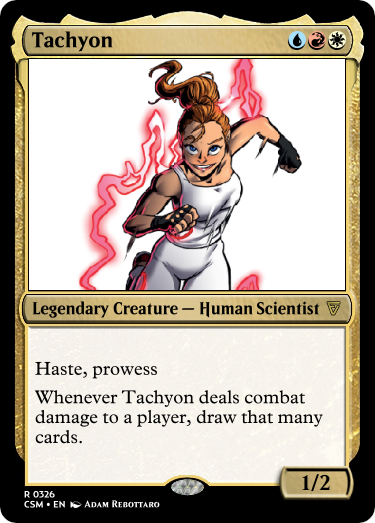 Tachyon
Legendary Creature — Human Scientist
Haste, prowess
Whenever Tachyon deals combat
damage to a player, draw that many
cards.
1/2
R 0326
CSM • EN Adam Rebottaro